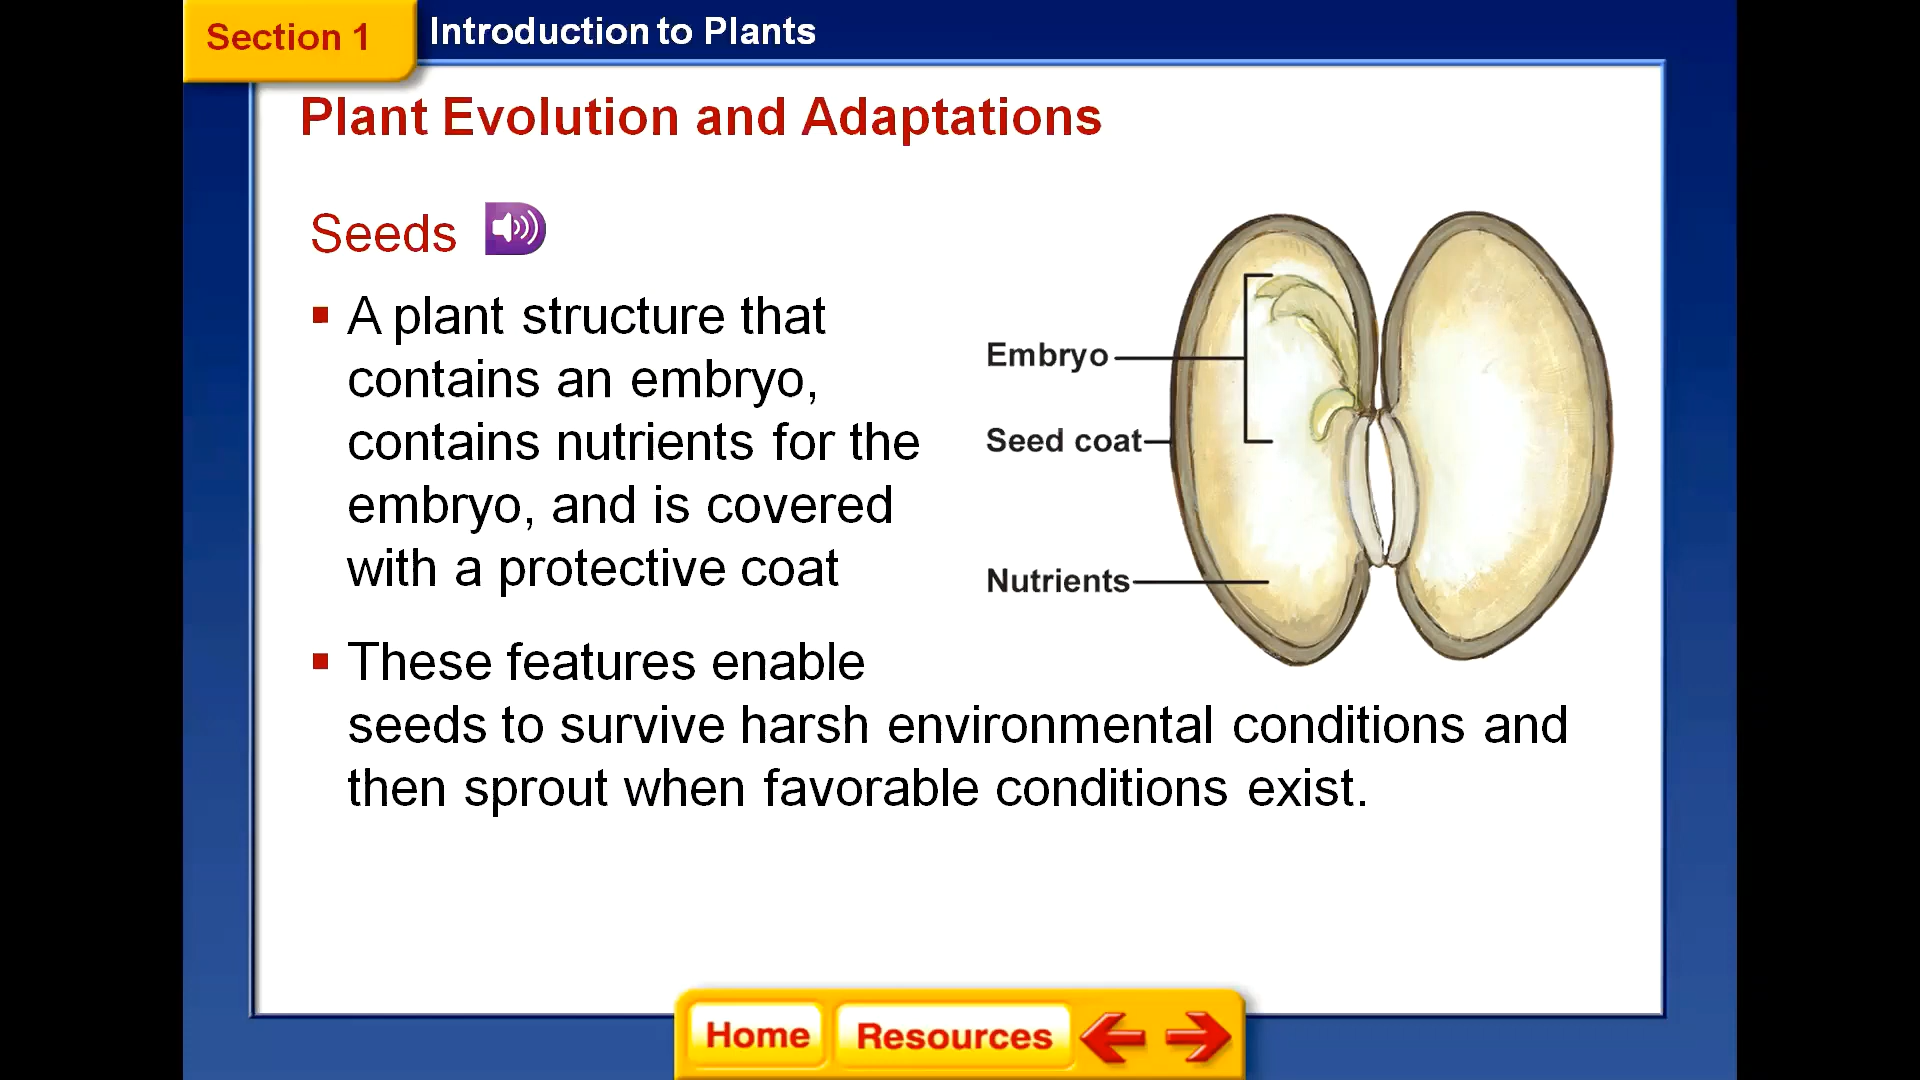 Section 1
Introduction to Plants
Plant Evolution and Adaptations
Seeds
A plant structure that
contains an embryo,
contains nutrients for the
embryo, and is covered
with a protective coat
Embryo
Seed coat
Nutrients
These features enable
seeds to survive harsh environmental conditions and
then sprout when favorable conditions exist.
Home
Resources